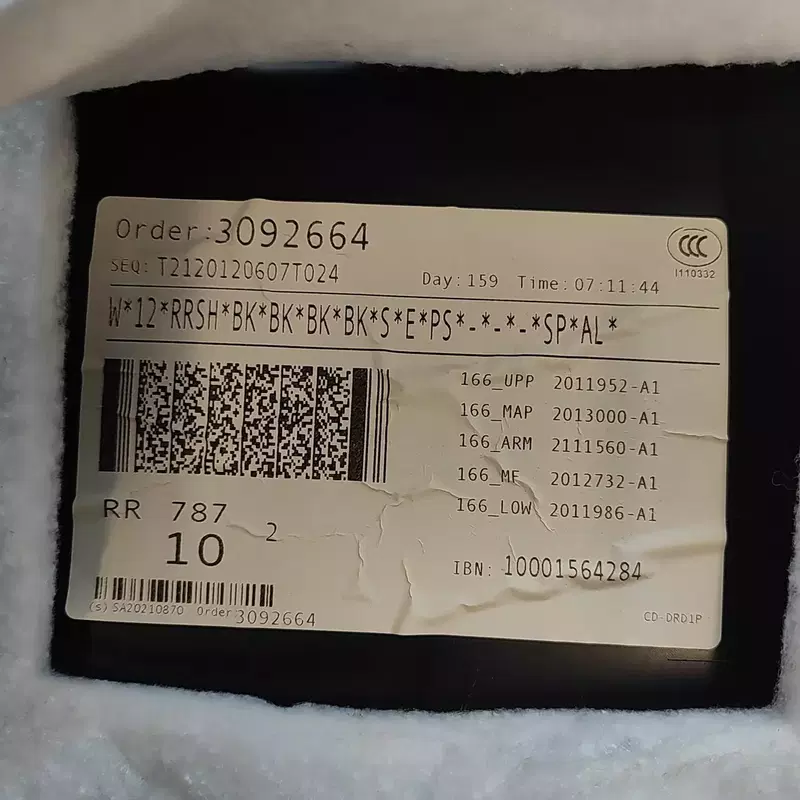 Order:3092664
SEQ: T2120120607T024
Day:159 Time:07:11:44
CCC
I110332
W*12*RRSH*BK*BK*BK*BK*S*E*PS*-*-*-*SP*AL*
166_UPP 2011952-A1
166_MAP 2013000-A1
166_ARM 2111560-A1
166_MF 2012732-A1
166_LOW 2011986-A1
RR 787
10 2
IBN: 10001564284
(s) SA20210870 Order:3092664
CD-DRD1P